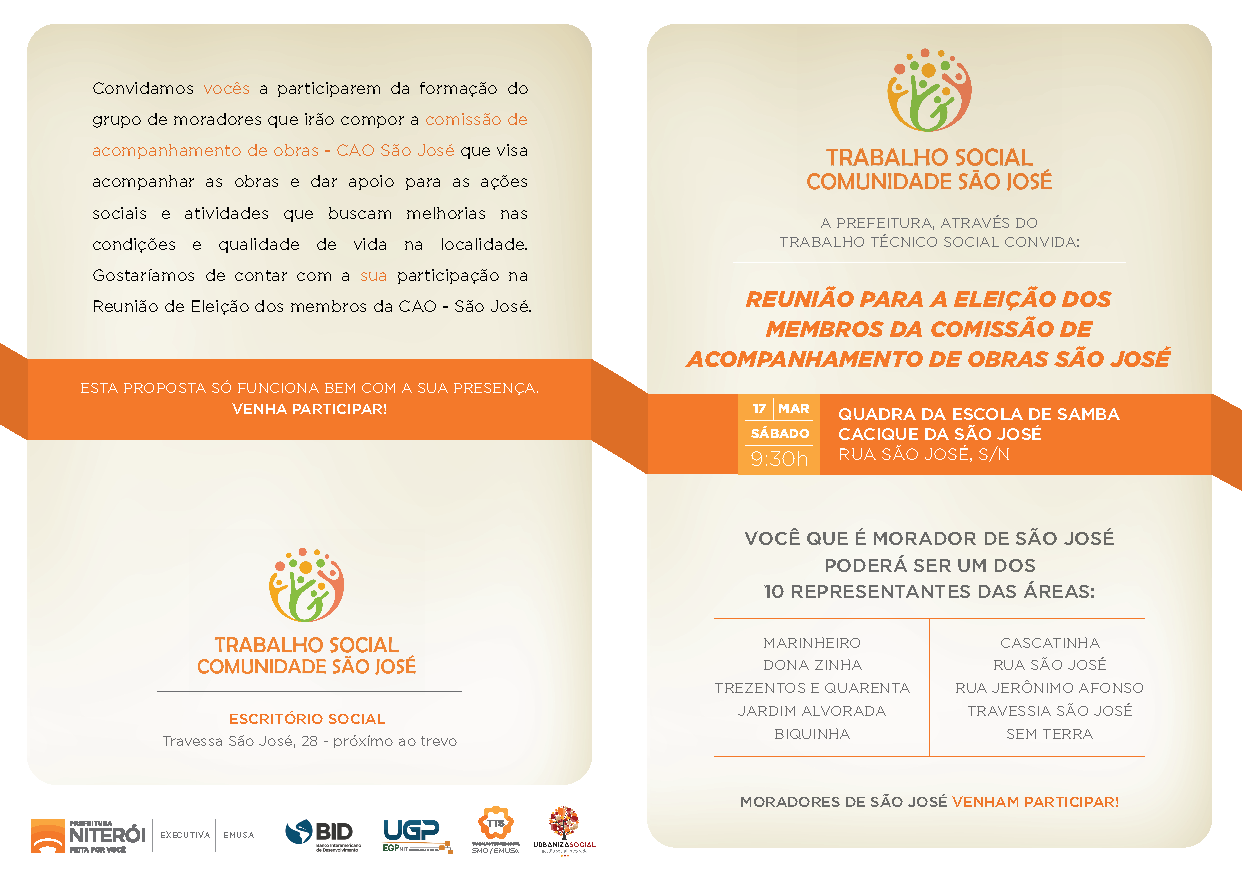 Convidamos vocês a participarem da formação do
grupo de moradores que irão compor a comissão de
acompanhamento de obras - CAO São José que visa
acompanhar as obras e dar apoio para as ações
sociais e atividades que buscam melhorias nas
condições e qualidade de vida na localidade.
Gostaríamos de contar com a sua participação na
Reunião de Eleição dos membros da CAO - São José.
ESTA PROPOSTA SÓ FUNCIONA BEM COM A SUA PRESENÇA.
VENHA PARTICIPAR!
TRABALHO SOCIAL
COMUNIDADE SÃO JOSÉ
ESCRITÓRIO SOCIAL
Travessa São José, 28 - próxímo ao trevo
PREFEITURA
NITERÓI
FEITA POR VOCÊ
EXECUTIVA
EMUSA
BID
Banco Interamericano
de Desenvolvimento
UGP
EGP NIT
TTS
SMO / EMUSA
URBANIZASOCIAL
TRABALHO SOCIAL
COMUNIDADE SÃO JOSÉ
A PREFEITURA, ATRAVÉS DO
TRABALHO TÉCNICO SOCIAL CONVIDA:
REUNIÃO PARA A ELEIÇÃO DOS
MEMBROS DA COMISSÃO DE
ACOMPANHAMENTO DE OBRAS SÃO JOSÉ
17 MAR
SÁBADO
9:30h
QUADRA DA ESCOLA DE SAMBA
CACIQUE DA SÃO JOSÉ
RUA SÃO JOSÉ, S/N
VOCÊ QUE É MORADOR DE SÃO JOSÉ
PODERÁ SER UM DOS
10 REPRESENTANTES DAS ÁREAS:
MARINHEIRO
DONA ZINHA
TREZENTOS E QUARENTA
JARDIM ALVORADA
BIQUINHA
CASCATINHA
RUA SÃO JOSÉ
RUA JERÔNIMO AFONSO
TRAVESSIA SÃO JOSÉ
SEM TERRA
MORADORES DE SÃO JOSÉ VENHAM PARTICIPAR!